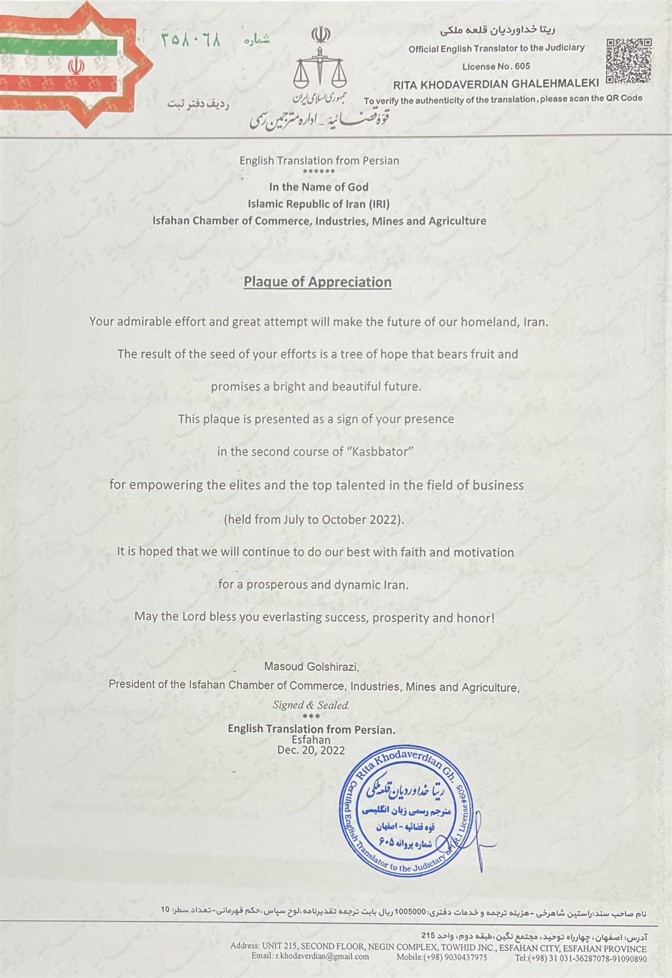 ریتا خداوردیان قلعه ملکی
Official English Translator to the Judiciary
License No. 605
RITA KHODAVERDIAN GHALEHMALEKI
To verify the authenticity of the translation, please scan the QR Code
جمهوری اسلامی ایران
قوه قضائیه - اداره مترجمین رسمی
شماره ۳۵۸۰۶۸
ردیف دفتر ثبت
English Translation from Persian
******
In the Name of God
Islamic Republic of Iran (IRI)
Isfahan Chamber of Commerce, Industries, Mines and Agriculture
Plaque of Appreciation
Your admirable effort and great attempt will make the future of our homeland, Iran.
The result of the seed of your efforts is a tree of hope that bears fruit and
promises a bright and beautiful future.
This plaque is presented as a sign of your presence
in the second course of “Kasbbator”
for empowering the elites and the top talented in the field of business
(held from July to October 2022).
It is hoped that we will continue to do our best with faith and motivation
for a prosperous and dynamic Iran.
May the Lord bless you everlasting success, prosperity and honor!
Masoud Golshirazi,
President of the Isfahan Chamber of Commerce, Industries, Mines and Agriculture,
Signed & Sealed.
***
English Translation from Persian.
Esfahan
Dec. 20, 2022
Rita Khodaverdian Gh.
Certified English Translator to the Judiciary of I.R.I License#605
ریتا خداوردیان قلعه ملکی
مترجم رسمی زبان انگلیسی
قوه قضائیه - اصفهان
شماره پروانه ۶۰۵
نام صاحب سند:راستین شاهرخی -هزینه ترجمه و خدمات دفتری:1005000ریال بابت ترجمه تقدیرنامه،لوح سپاس،حکم قهرمانی-تعداد سطر: 10
آدرس: اصفهان، چهارراه توحید، مجتمع نگین،طبقه دوم، واحد 215
Address: UNIT 215, SECOND FLOOR, NEGIN COMPLEX, TOWHID JNC., ESFAHAN CITY, ESFAHAN PROVINCE
Email: r.khodaverdian@gmail.com Mobile:(+98) 9030437975 Tel:(+98) 31 031-36287078-91090890